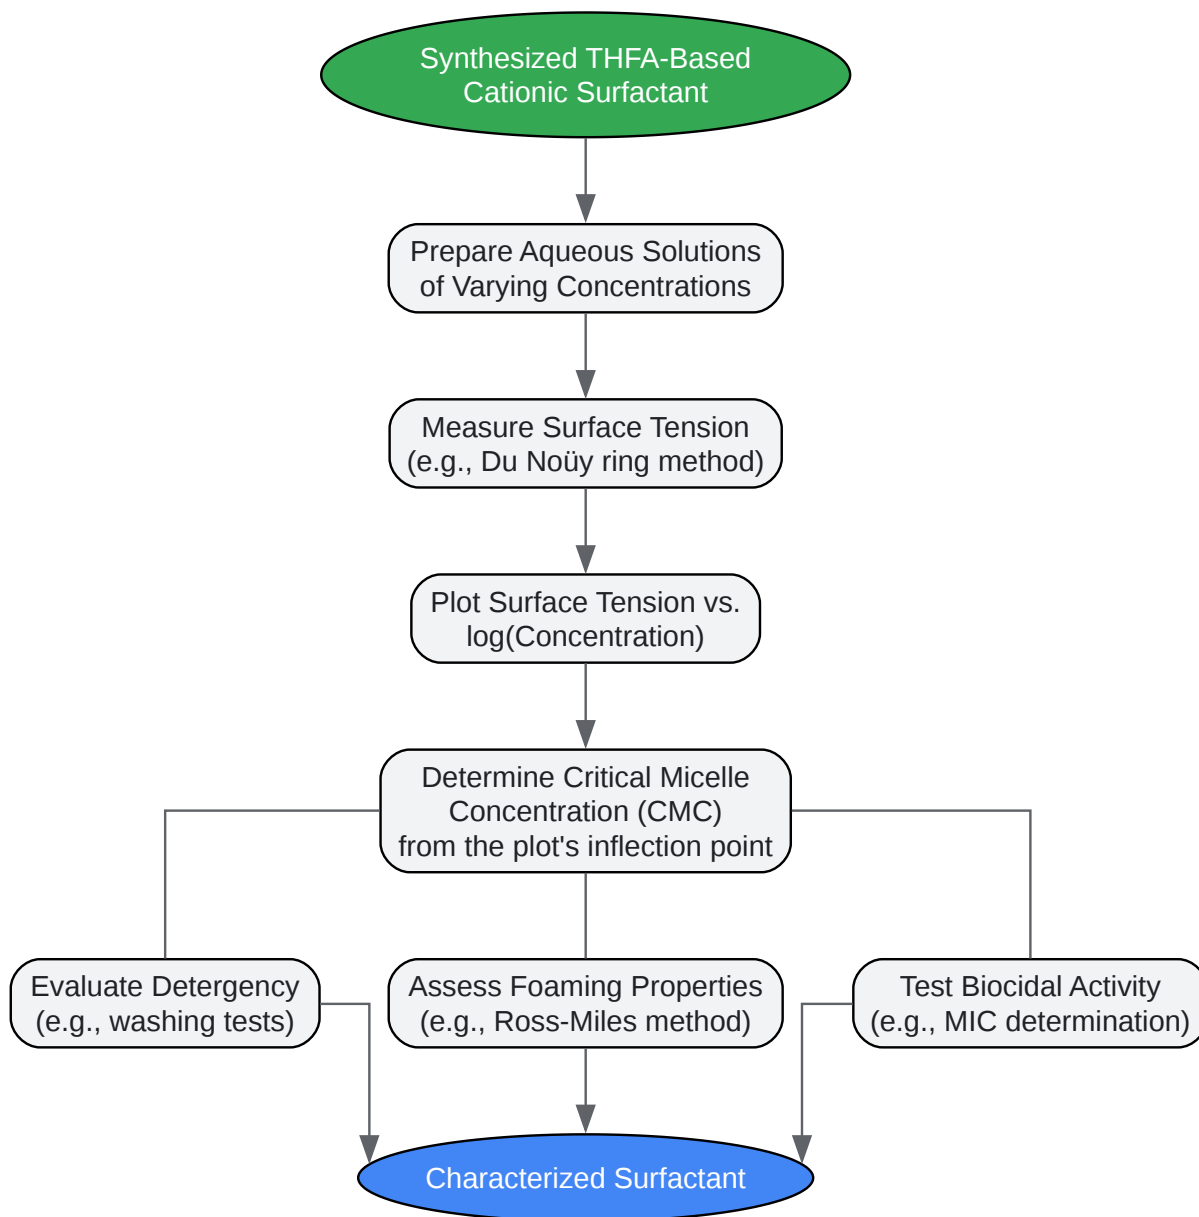 Synthesized THFA-Based
Cationic Surfactant
Prepare Aqueous Solutions
of Varying Concentrations
Measure Surface Tension
(e.g., Du Noüy ring method)
Plot Surface Tension vs.
log(Concentration)
Determine Critical Micelle
Concentration (CMC)
from the plot's inflection point
Evaluate Detergency
(e.g., washing tests)
Assess Foaming Properties
(e.g., Ross-Miles method)
Test Biocidal Activity
(e.g., MIC determination)
Characterized Surfactant